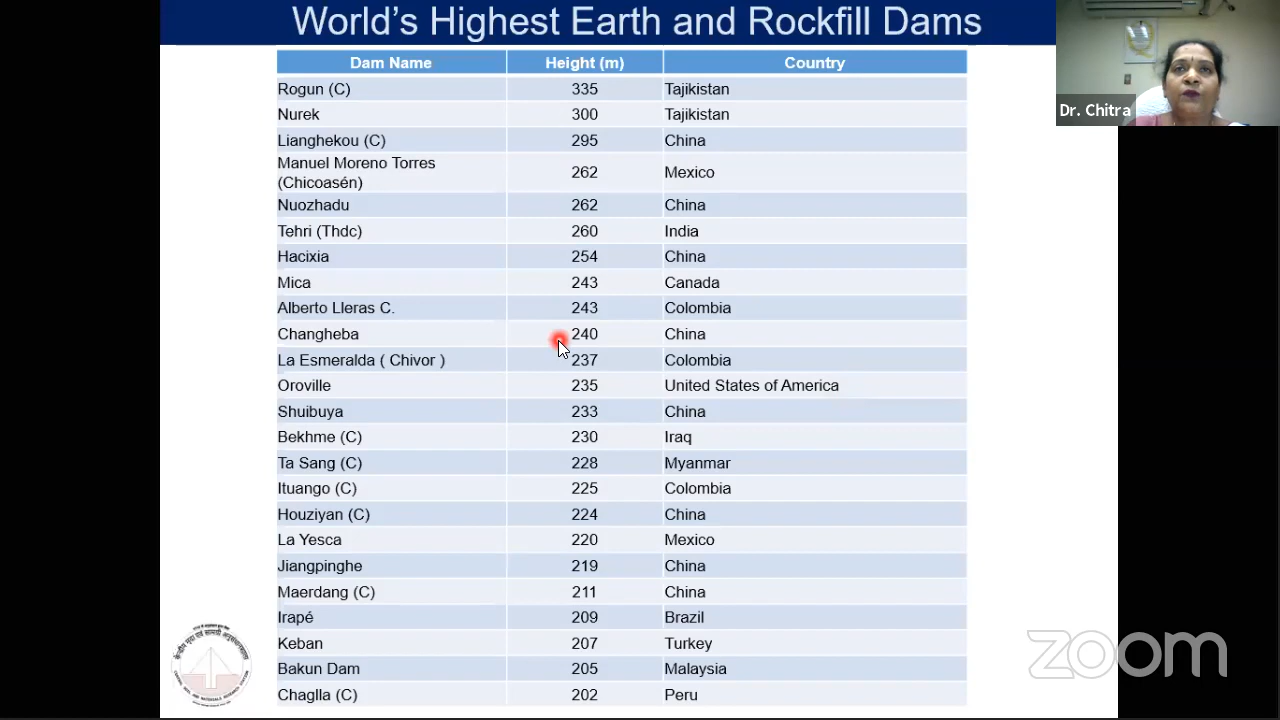 World's Highest Earth and Rockfill Dams
Dam Name Height (m) Country
Rogun (C) 335 Tajikistan
Nurek 300 Tajikistan
Lianghekou (C) 295 China
Manuel Moreno Torres
(Chicoasén) 262 Mexico
Nuozhadu 262 China
Tehri (Thdc) 260 India
Hacixia 254 China
Mica 243 Canada
Alberto Lleras C. 243 Colombia
Changheba 240 China
La Esmeralda ( Chivor ) 237 Colombia
Oroville 235 United States of America
Shuibuya 233 China
Bekhme (C) 230 Iraq
Ta Sang (C) 228 Myanmar
Ituango (C) 225 Colombia
Houziyan (C) 224 China
La Yesca 220 Mexico
Jiangpinghe 219 China
Maerdang (C) 211 China
Irapé 209 Brazil
Keban 207 Turkey
Bakun Dam 205 Malaysia
Chaglla (C) 202 Peru
Dr. Chitra
zoom